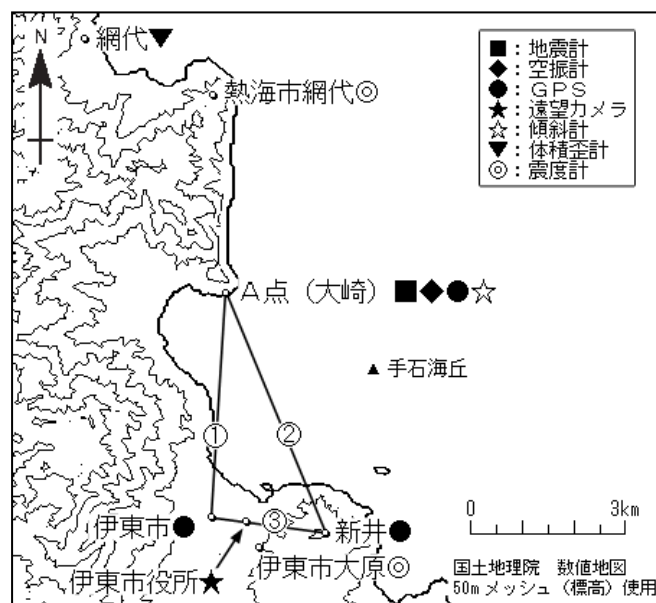 N
網代▼
熱海市網代◎
■：地震計
◆：空振計
●：ＧＰＳ
★：遠望カメラ
☆：傾斜計
▼：体積歪計
◎：震度計
Ａ点（大崎）■◆●☆
▲手石海丘
①
②
③
伊東市●
新井●
伊東市大原◎
伊東市役所★
0 3km
国土地理院　数値地図
50mメッシュ（標高）使用